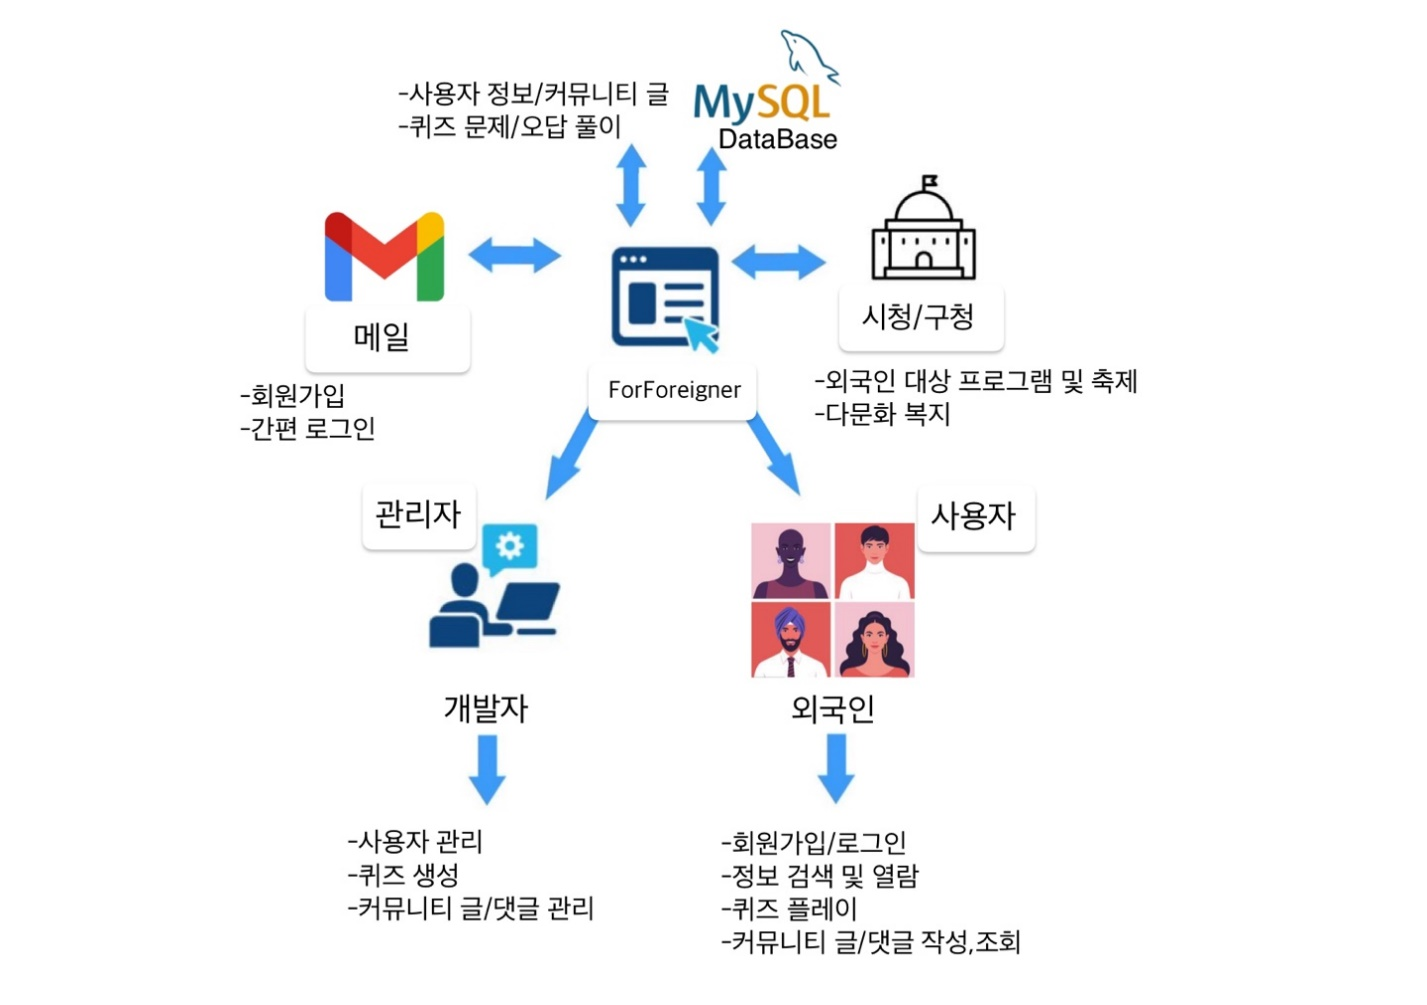 -사용자 정보/커뮤니티 글
-퀴즈 문제/오답 풀이
MySQL
DataBase
메일
-회원가입
-간편 로그인
ForForeigner
시청/구청
-외국인 대상 프로그램 및 축제
-다문화 복지
관리자
사용자
개발자
외국인
-사용자 관리
-퀴즈 생성
-커뮤니티 글/댓글 관리
-회원가입/로그인
-정보 검색 및 열람
-퀴즈 플레이
-커뮤니티 글/댓글 작성,조회